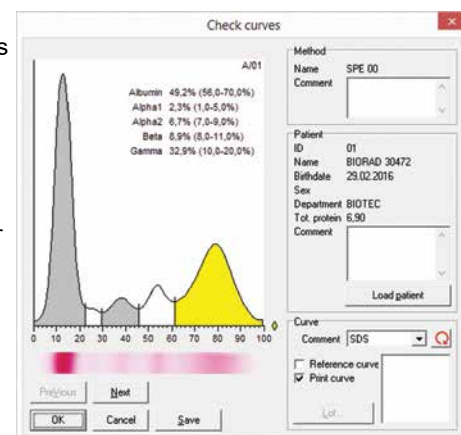 Check curves
s
r
A/01
Albumin 49,2% (56,0-70,0%)
Alpha1 2,3% (1,0-5,0%)
Alpha2 6,7% (7,0-9,0%)
Beta 8,9% (8,0-11,0%)
Gamma 32,9% (10,0-20,0%)
0 10 20 30 40 50 60 70 80 90 100
0
Previous Next
OK Cancel Save
Method
Name SPE 00
Comment
Patient
ID 01
Name BIORAD 30472
Birthdate 29.02.2016
Sex
Department BIOTEC
Tot. protein 6,90
Comment
Load patient
Curve
Comment SDS
Reference curve
Print curve
Lot...